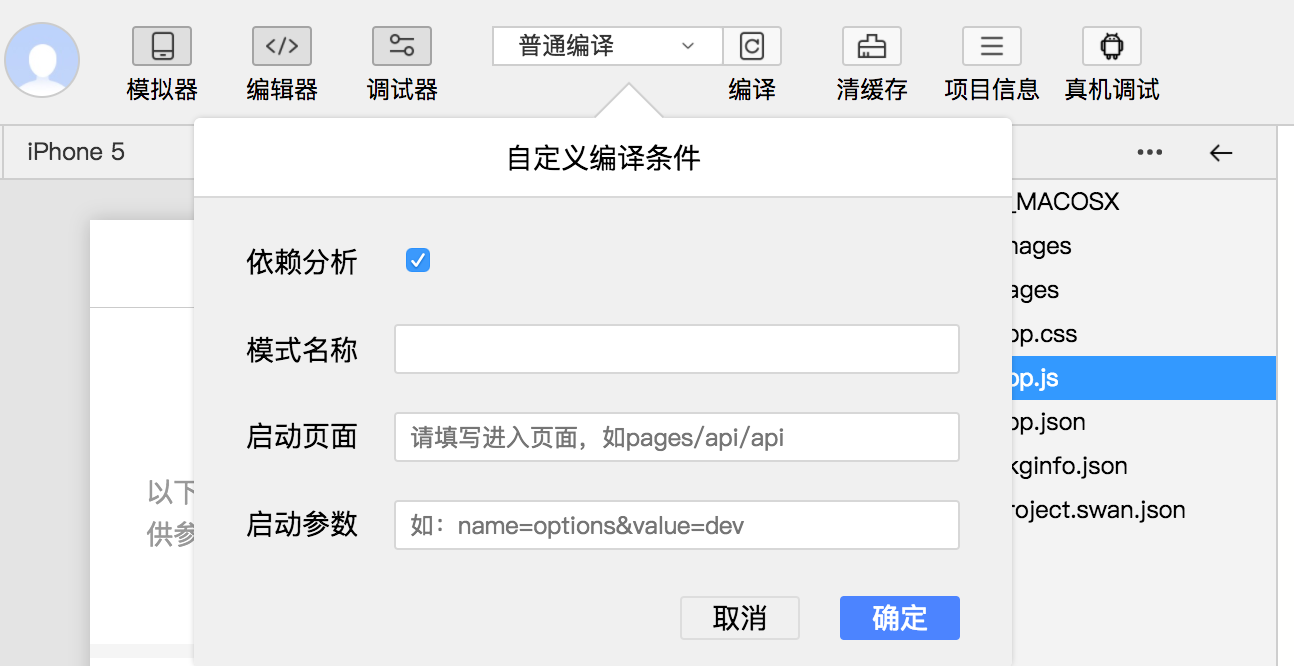 普通编译
模拟器
编辑器
调试器
编译
清缓存
项目信息
真机调试
iPhone 5
自定义编译条件
依赖分析
模式名称
启动页面
请填写进入页面，如pages/api/api
启动参数
如：name=options&value=dev
取消
确定
以下
供参
_MACOSX
mages
ages
pp.css
pp.js
pp.json
kginfo.json
roject.swan.json